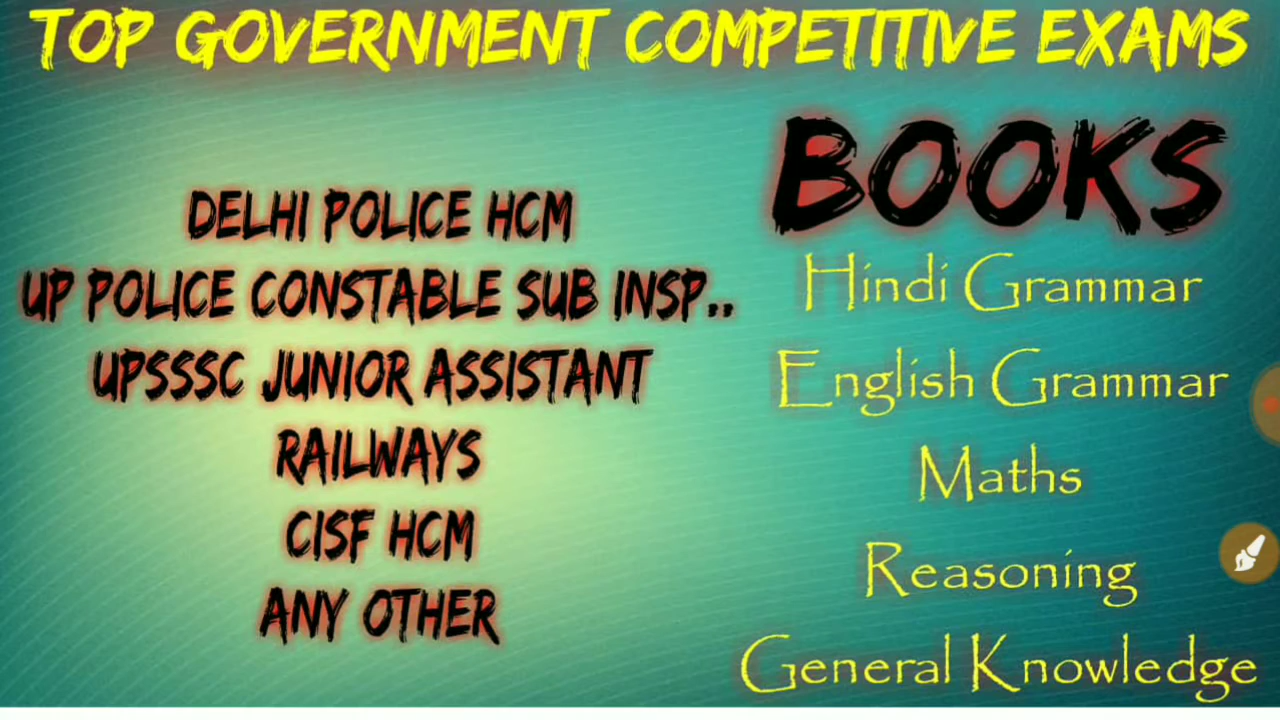 TOP GOVERNMENT COMPETITIVE EXAMS
DELHI POLICE HCM
UP POLICE CONSTABLE SUB INSP..
UPSSSC JUNIOR ASSISTANT
RAILWAYS
CISF HCM
ANY OTHER
BOOKS
Hindi Grammar
English Grammar
Maths
Reasoning
General Knowledge